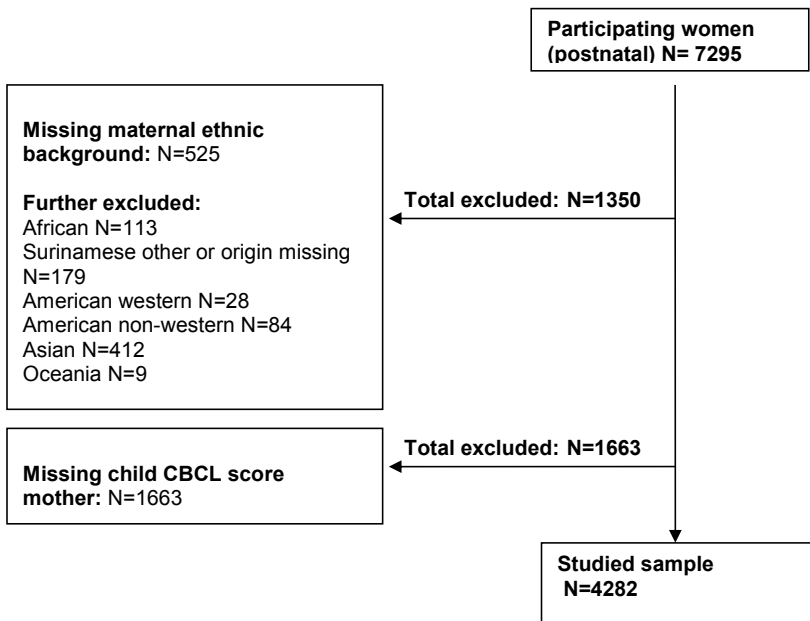 Participating women
(postnatal) N= 7295
Missing maternal ethnic
background: N=525
Further excluded:
African N=113
Surinamese other or origin missing
N=179
American western N=28
American non-western N=84
Asian N=412
Oceania N=9
Total excluded: N=1350
Missing child CBCL score
mother: N=1663
Total excluded: N=1663
Studied sample
N=4282